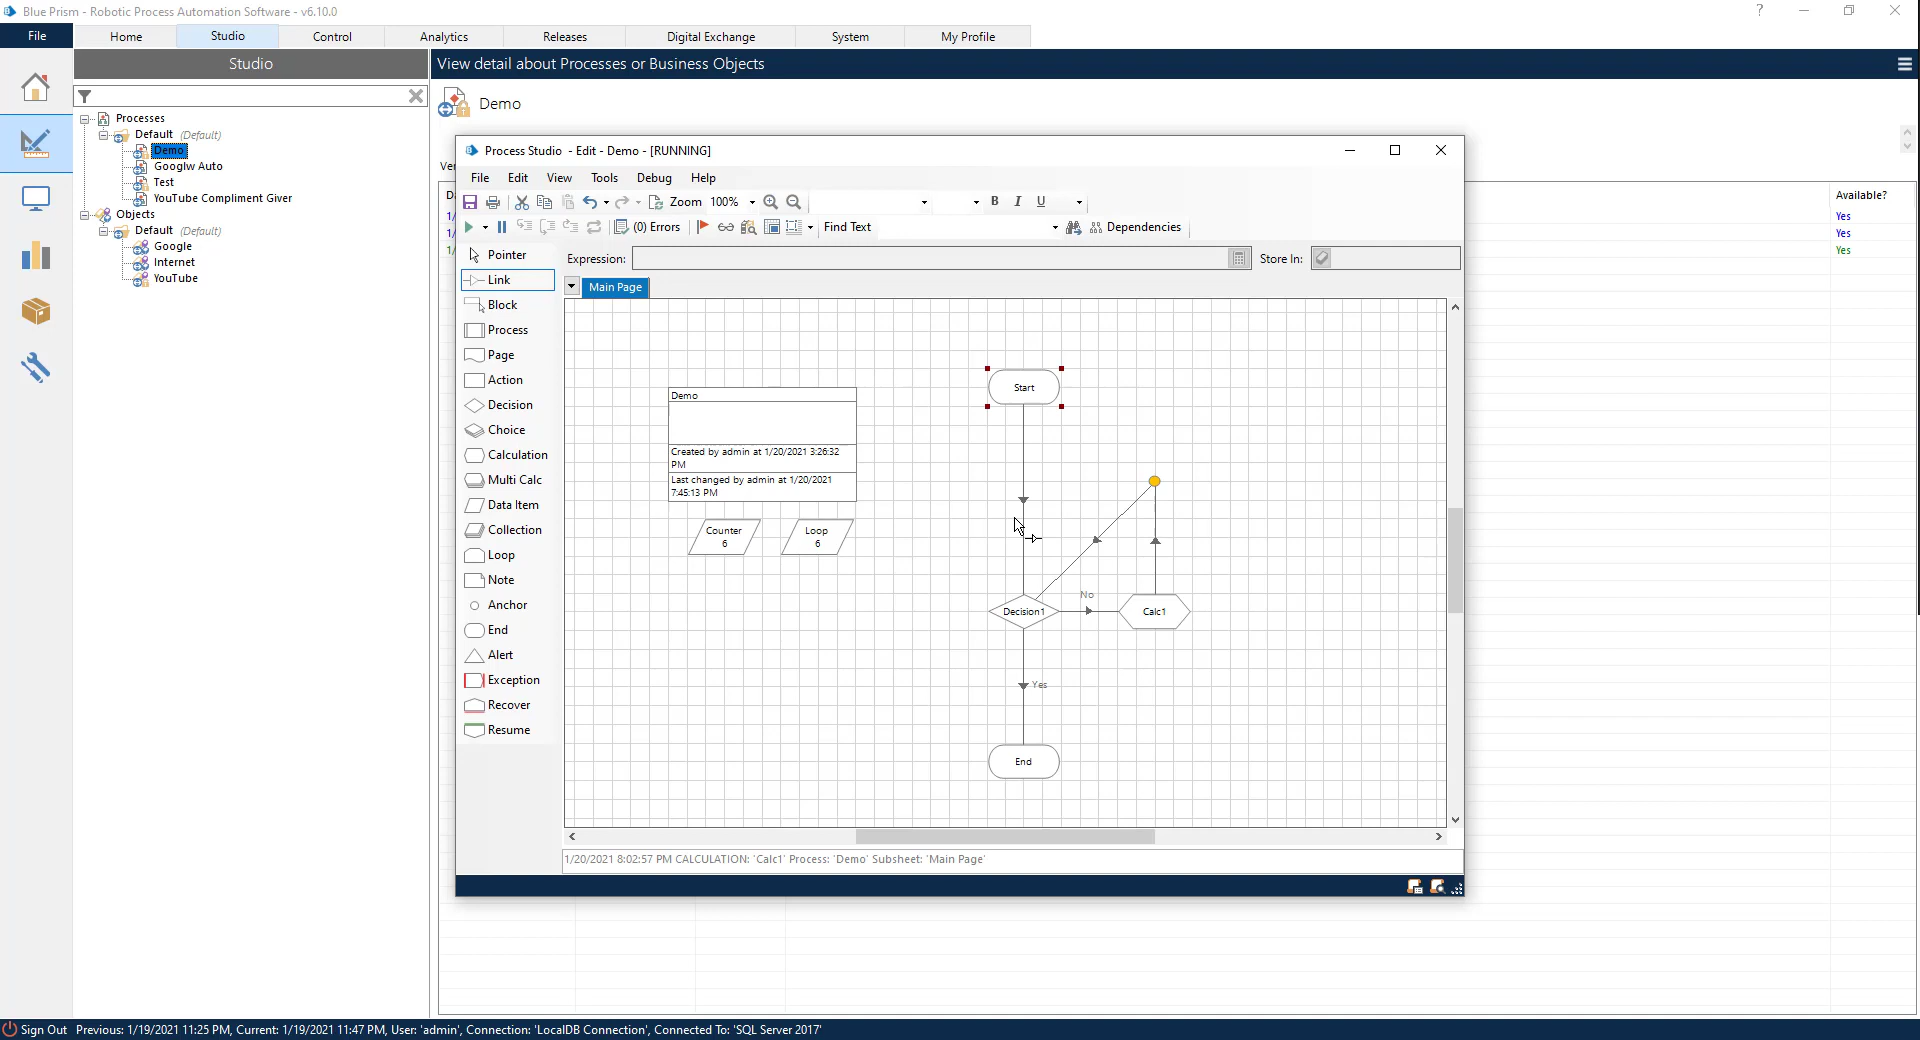 Blue Prism - Robotic Process Automation Software - v6.10.0
?
File Home Studio Control Analytics Releases Digital Exchange System My Profile
Studio
View detail about Processes or Business Objects
Processes
Default (Default)
Demo
Googlw Auto
Test
YouTube Compliment Giver
Objects
Default (Default)
Google
Internet
YouTube
Demo
Available?
Yes
Yes
Yes
Process Studio - Edit - Demo - [RUNNING]
File Edit View Tools Debug Help
Zoom 100% B I U
(0) Errors Find Text Dependencies
Expression: Store In:
Main Page
Pointer
Link
Block
Process
Page
Action
Decision
Choice
Calculation
Multi Calc
Data Item
Collection
Loop
Note
Anchor
End
Alert
Exception
Recover
Resume
Demo
Created by admin at 1/20/2021 3:26:32
PM
Last changed by admin at 1/20/2021
7:45:13 PM
Counter
6
Loop
6
Start
Decision1
No
Calc1
Yes
End
1/20/2021 8:02:57 PM CALCULATION: 'Calc1' Process: 'Demo' Subsheet: 'Main Page'
Sign Out Previous: 1/19/2021 11:25 PM, Current: 1/19/2021 11:47 PM, User: 'admin', Connection: 'LocalDB Connection', Connected To: 'SQL Server 2017'